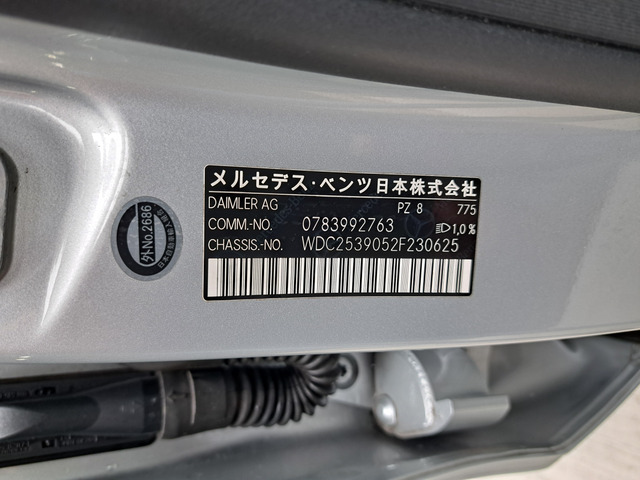 メルセデス・ベンツ日本株式会社
DAIMLER AG PZ 8 775
COMM.-NO. 0783992763 1,0%
CHASSIS.-NO. WDC2539052F230625
外No.2686